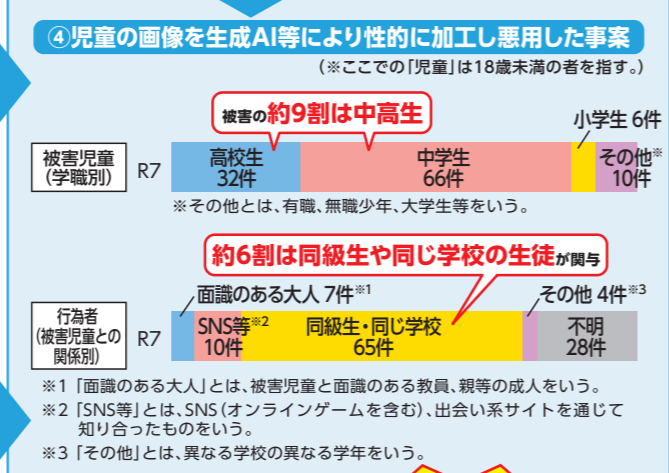 ④児童の画像を生成AI等により性的に加工し悪用した事案
(※ここでの「児童」は18歳未満の者を指す。)
被害の約9割は中高生
小学生 6件
被害児童
(学職別)
R7
高校生
32件
中学生
66件
その他※
10件
※その他とは、有職、無職少年、大学生等をいう。
約6割は同級生や同じ学校の生徒が関与
面識のある大人 7件※1
その他 4件※3
行為者
(被害児童との
関係別)
R7
SNS等※2
10件
同級生・同じ学校
65件
不明
28件
※1「面識のある大人」とは、被害児童と面識のある教員、親等の成人をいう。
※2「SNS等」とは、SNS(オンラインゲームを含む)、出会い系サイトを通じて
知り合ったものをいう。
※3「その他」とは、異なる学校の異なる学年をいう。